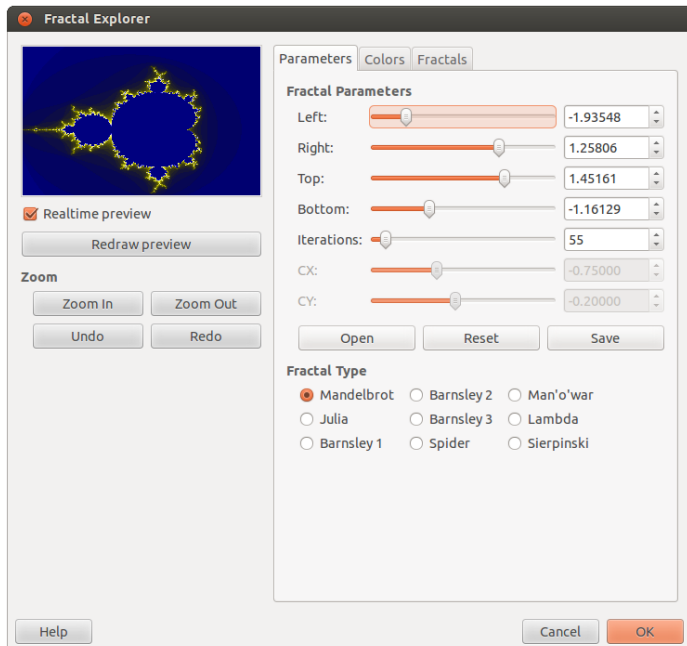 Fractal Explorer
Parameters Colors Fractals
Fractal Parameters
Left: -1.93548
Right: 1.25806
Top: 1.45161
Bottom: -1.16129
Iterations: 55
CX: -0.75000
CY: -0.20000
Open Reset Save
Fractal Type
Mandelbrot Barnsley 2 Man'o'war
Julia Barnsley 3 Lambda
Barnsley 1 Spider Sierpinski
Realtime preview
Redraw preview
Zoom
Zoom In Zoom Out
Undo Redo
Help Cancel OK